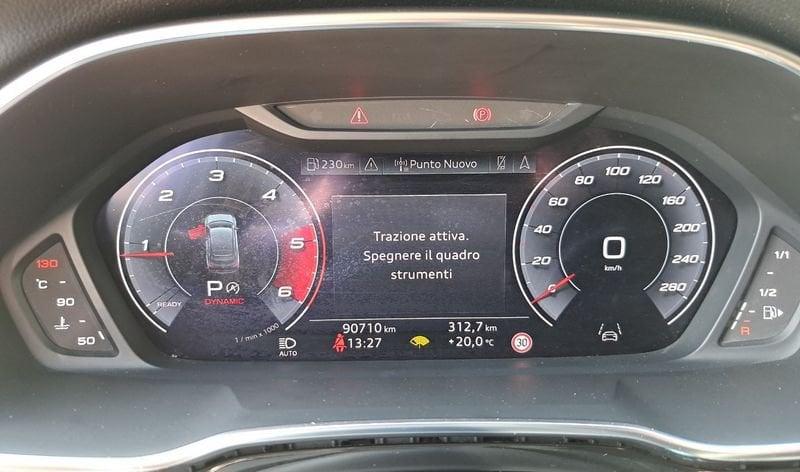 230 km
Punto Nuovo
3
2
4
1
5
6
READY
P
DYNAMIC
1 / min x 1000
Trazione attiva.
Spegnere il quadro
strumenti
100 120
80 140
60 160
40 200
20 240
0 280
0
km/h
90710 km 312,7 km
13:27 +20,0 °C
AUTO
30
130
°C
90
50
1/1
1/2
R
P